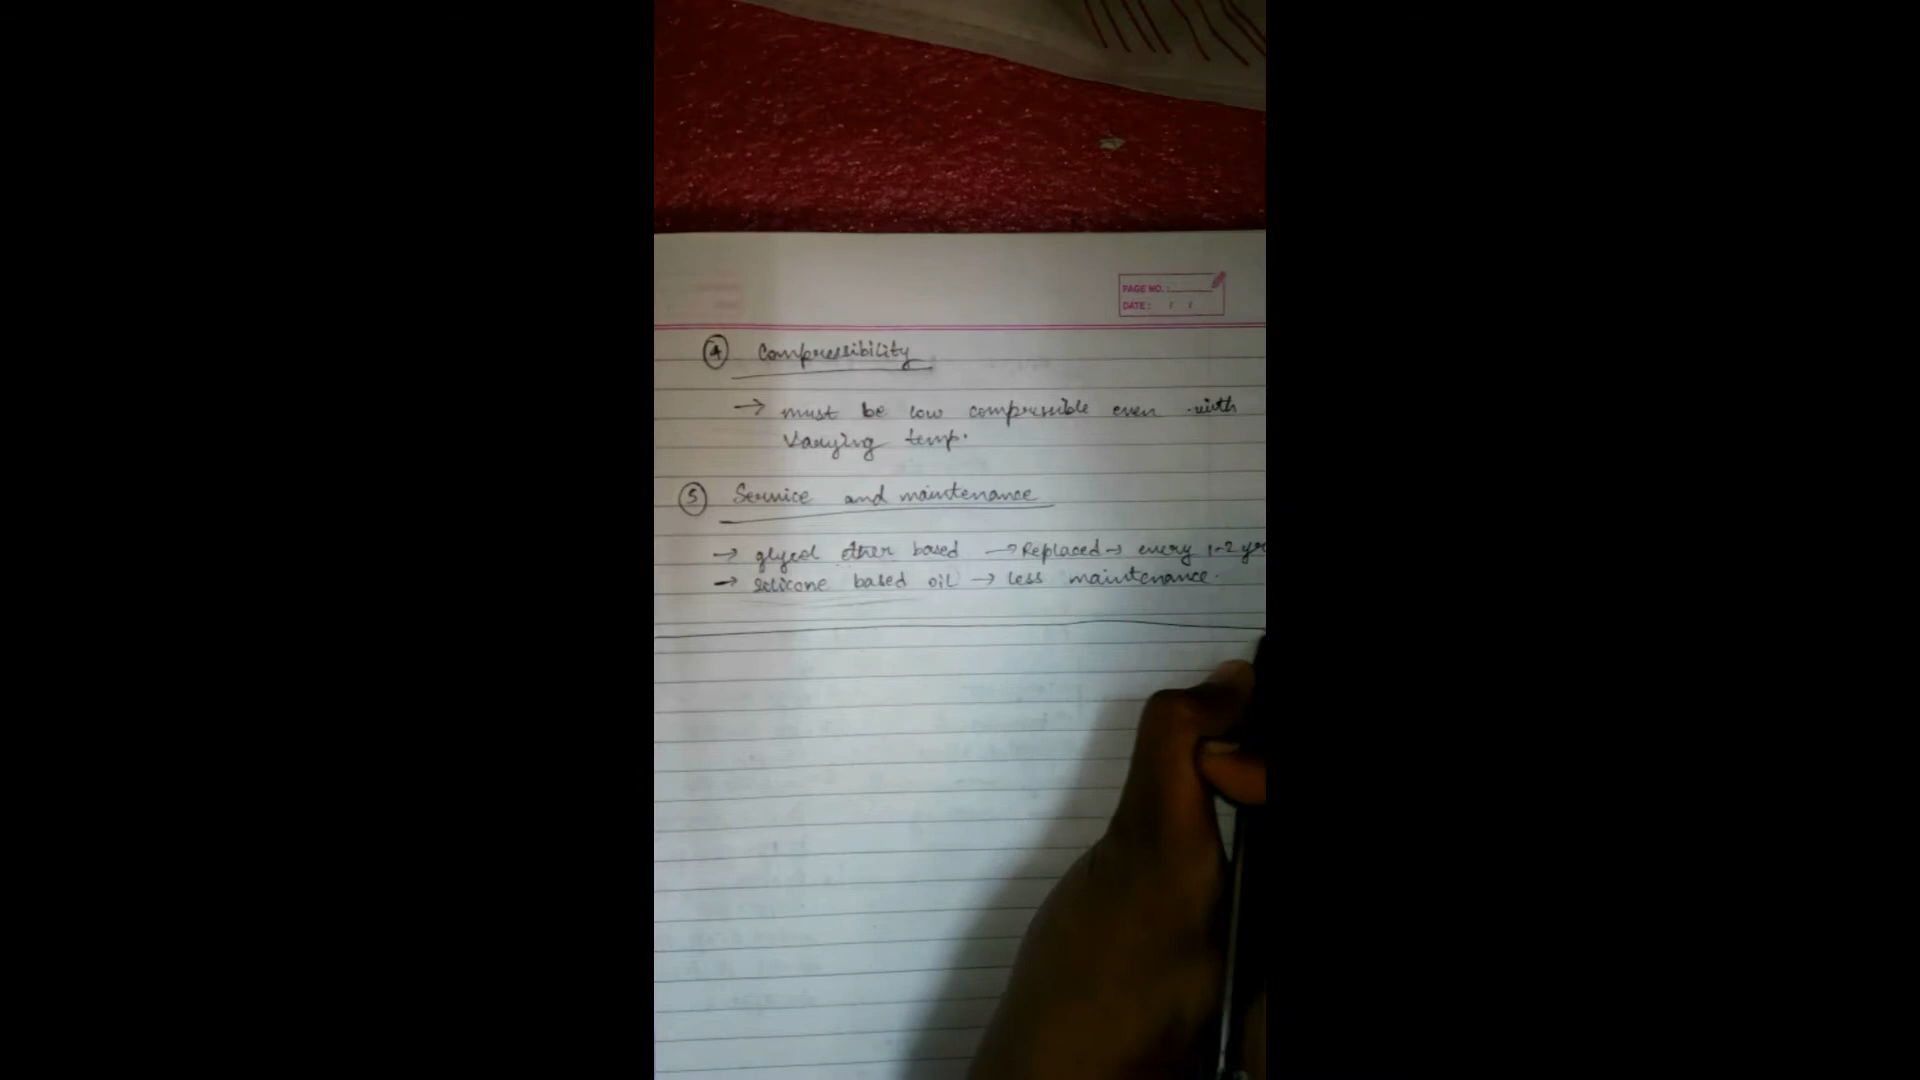 PAGE NO.:
DATE: / /
④ Compressibility
→ must be low compressible even with
varying temp.
⑤ Service and maintenance
→ glycol ether based → Replaced → every 1-2 ye
→ silicone based oil → less maintenance.